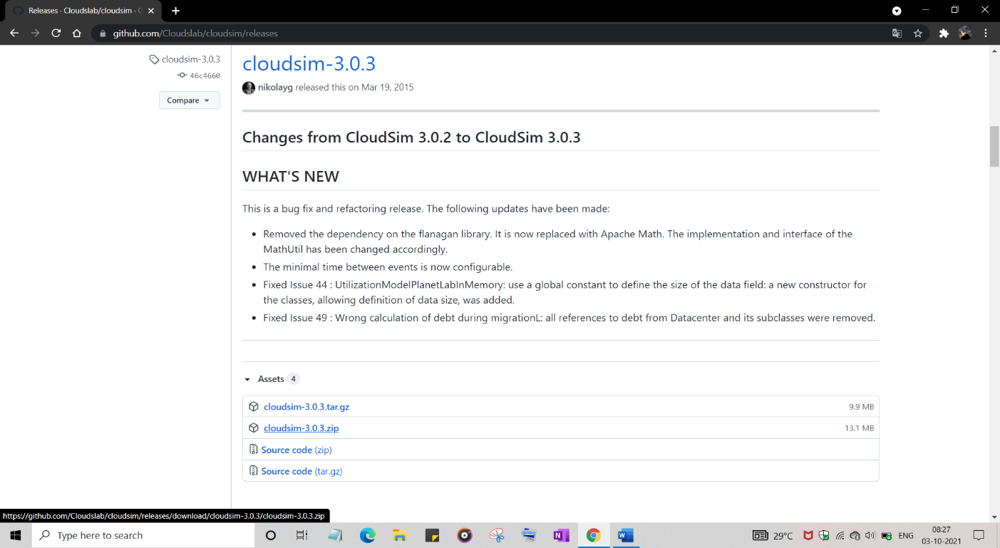 Releases · Cloudslab/cloudsim ·
github.com/Cloudslab/cloudsim/releases
cloudsim-3.0.3
46c4660
Compare
cloudsim-3.0.3
nikolayg released this on Mar 19, 2015
Changes from CloudSim 3.0.2 to CloudSim 3.0.3
WHAT'S NEW
This is a bug fix and refactoring release. The following updates have been made:
Removed the dependency on the flanagan library. It is now replaced with Apache Math. The implementation and interface of the
MathUtil has been changed accordingly.
The minimal time between events is now configurable.
Fixed Issue 44 : UtilizationModelPlanetLabInMemory: use a global constant to define the size of the data field: a new constructor for
the classes, allowing definition of data size, was added.
Fixed Issue 49 : Wrong calculation of debt during migrationL: all references to debt from Datacenter and its subclasses were removed.
Assets 4
cloudsim-3.0.3.tar.gz 9.9 MB
cloudsim-3.0.3.zip 13.1 MB
Source code (zip)
Source code (tar.gz)
https://github.com/Cloudslab/cloudsim/releases/download/cloudsim-3.0.3/cloudsim-3.0.3.zip
Type here to search
29°C
ENG
08:27
03-10-2021